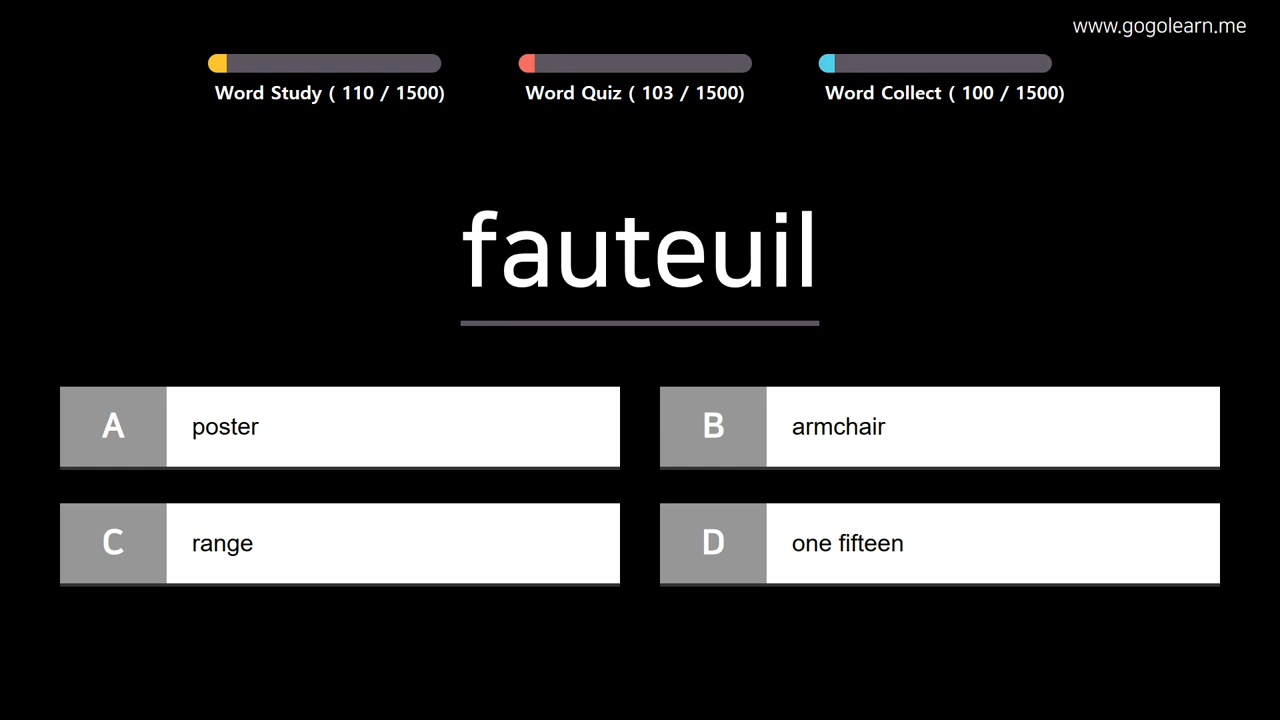 www.gogolearn.me
Word Study ( 110 / 1500)
Word Quiz ( 103 / 1500)
Word Collect ( 100 / 1500)
fauteuil
A poster
B armchair
C range
D one fifteen